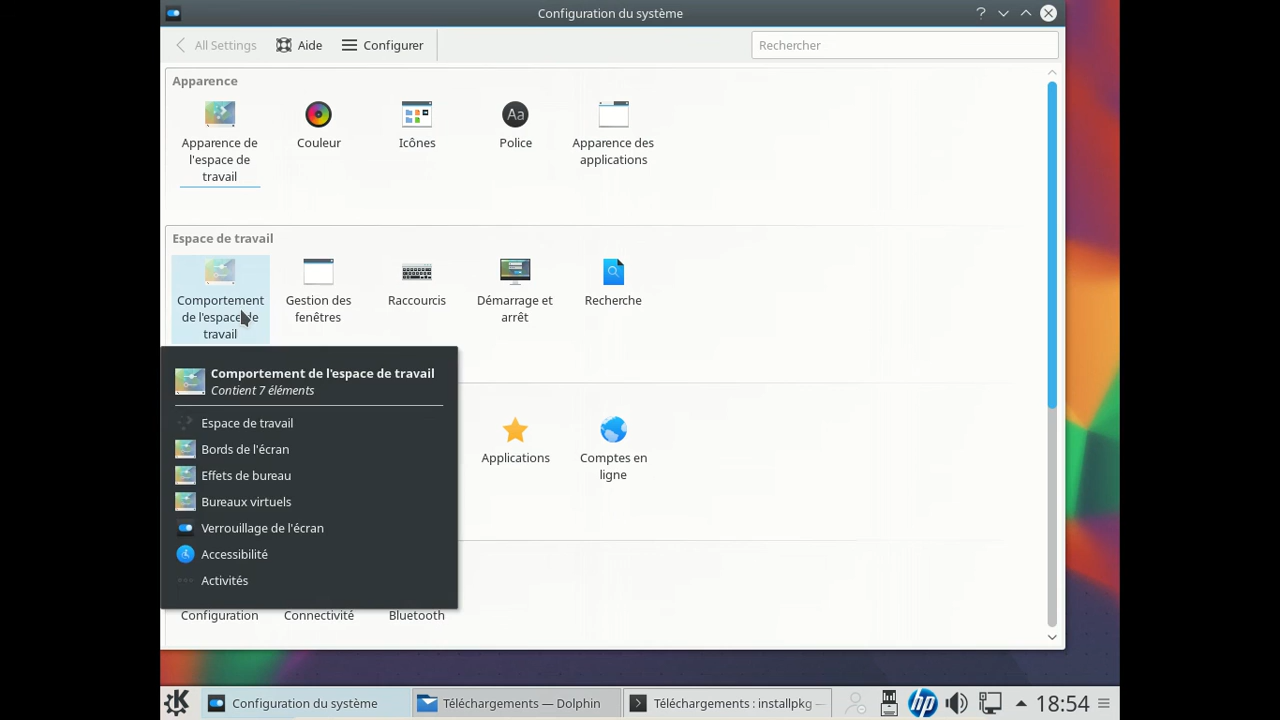 Configuration du système
All Settings
Aide
Configurer
Rechercher
Apparence
Apparence de
l'espace de
travail
Couleur
Icônes
Aa
Police
Apparence des
applications
Espace de travail
Comportement
de l'espace de
travail
Gestion des
fenêtres
Raccourcis
Démarrage et
arrêt
Recherche
Comportement de l'espace de travail
Contient 7 éléments
Espace de travail
Bords de l'écran
Effets de bureau
Bureaux virtuels
Verrouillage de l'écran
Accessibilité
Activités
Applications
Comptes en
ligne
Configuration
Connectivité
Bluetooth
Configuration du système
Téléchargements — Dolphin
Téléchargements : installpkg —
hp
18:54